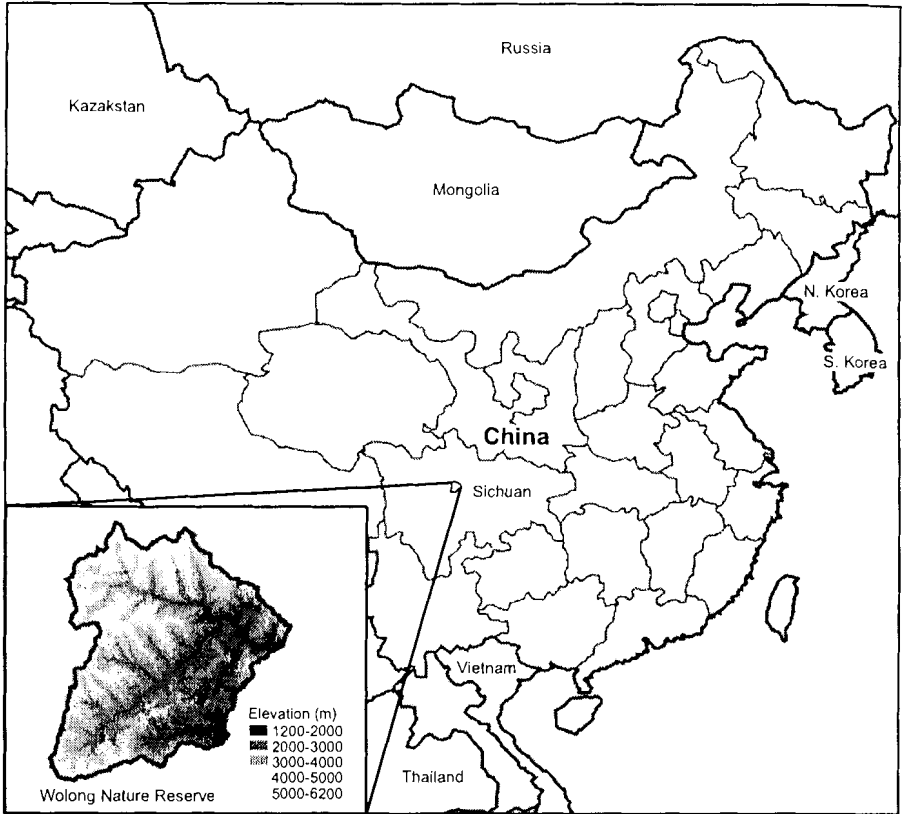 Russia
Kazakstan
Mongolia
N. Korea
S. Korea
China
Sichuan
Vietnam
Elevation (m)
1200-2000
2000-3000
3000-4000
4000-5000
5000-6200
Thailand
Wolong Nature Reserve